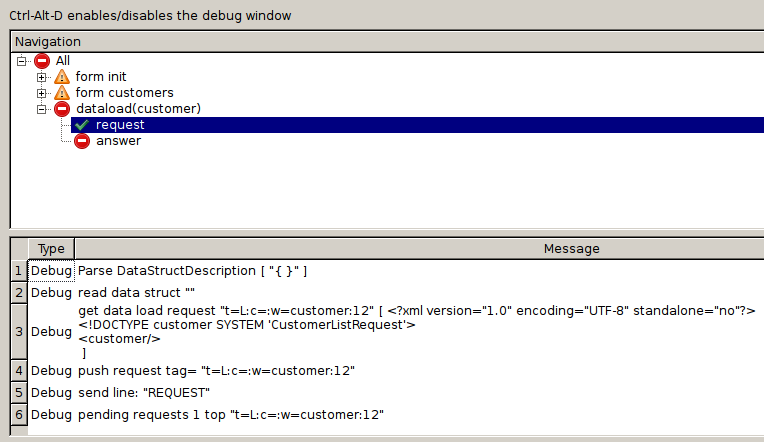 Ctrl-Alt-D enables/disables the debug window
Navigation
All
form init
form customers
dataload(customer)
request
answer
Type Message
1 Debug Parse DataStructDescription [ "{ }" ]
2 Debug read data struct ""
3 Debug get data load request "t=L:c=:w=customer:12" [ <?xml version="1.0" encoding="UTF-8" standalone="no"?>
<!DOCTYPE customer SYSTEM 'CustomerListRequest'>
<customer/>
]
4 Debug push request tag= "t=L:c=:w=customer:12"
5 Debug send line: "REQUEST"
6 Debug pending requests 1 top "t=L:c=:w=customer:12"